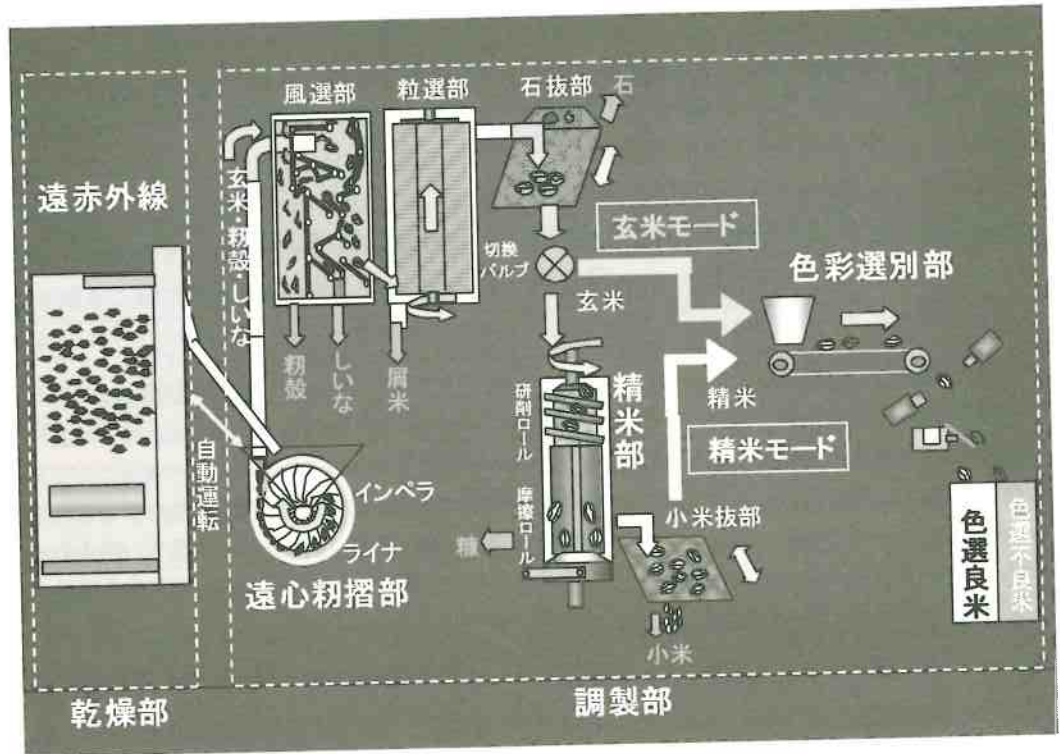 風選部
粒選部
石抜部
石
玄米・籾殻・しいな
遠赤外線
切換
バルブ
玄米モード
玄米
色彩選別部
籾殻
しいな
屑米
研削ロール
精米部
精米
精米モード
自動運転
インペラ
ライナ
摩擦ロール
小米抜部
糠
遠心籾摺部
色選良米
色選不良米
小米
乾燥部
調製部